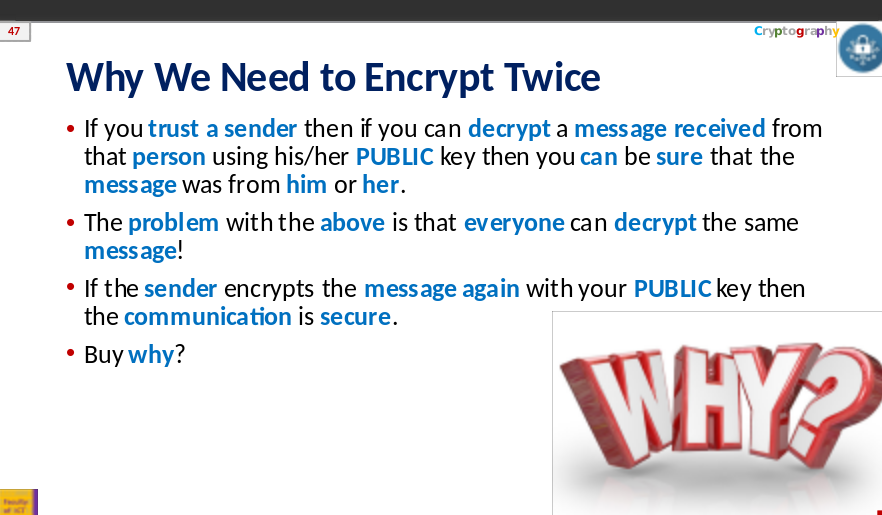 47
Cryptography
Why We Need to Encrypt Twice
• If you trust a sender then if you can decrypt a message received from
that person using his/her PUBLIC key then you can be sure that the
message was from him or her.
• The problem with the above is that everyone can decrypt the same
message!
• If the sender encrypts the message again with your PUBLIC key then
the communication is secure.
• Buy why?
WHY?
Faculty
of ICT